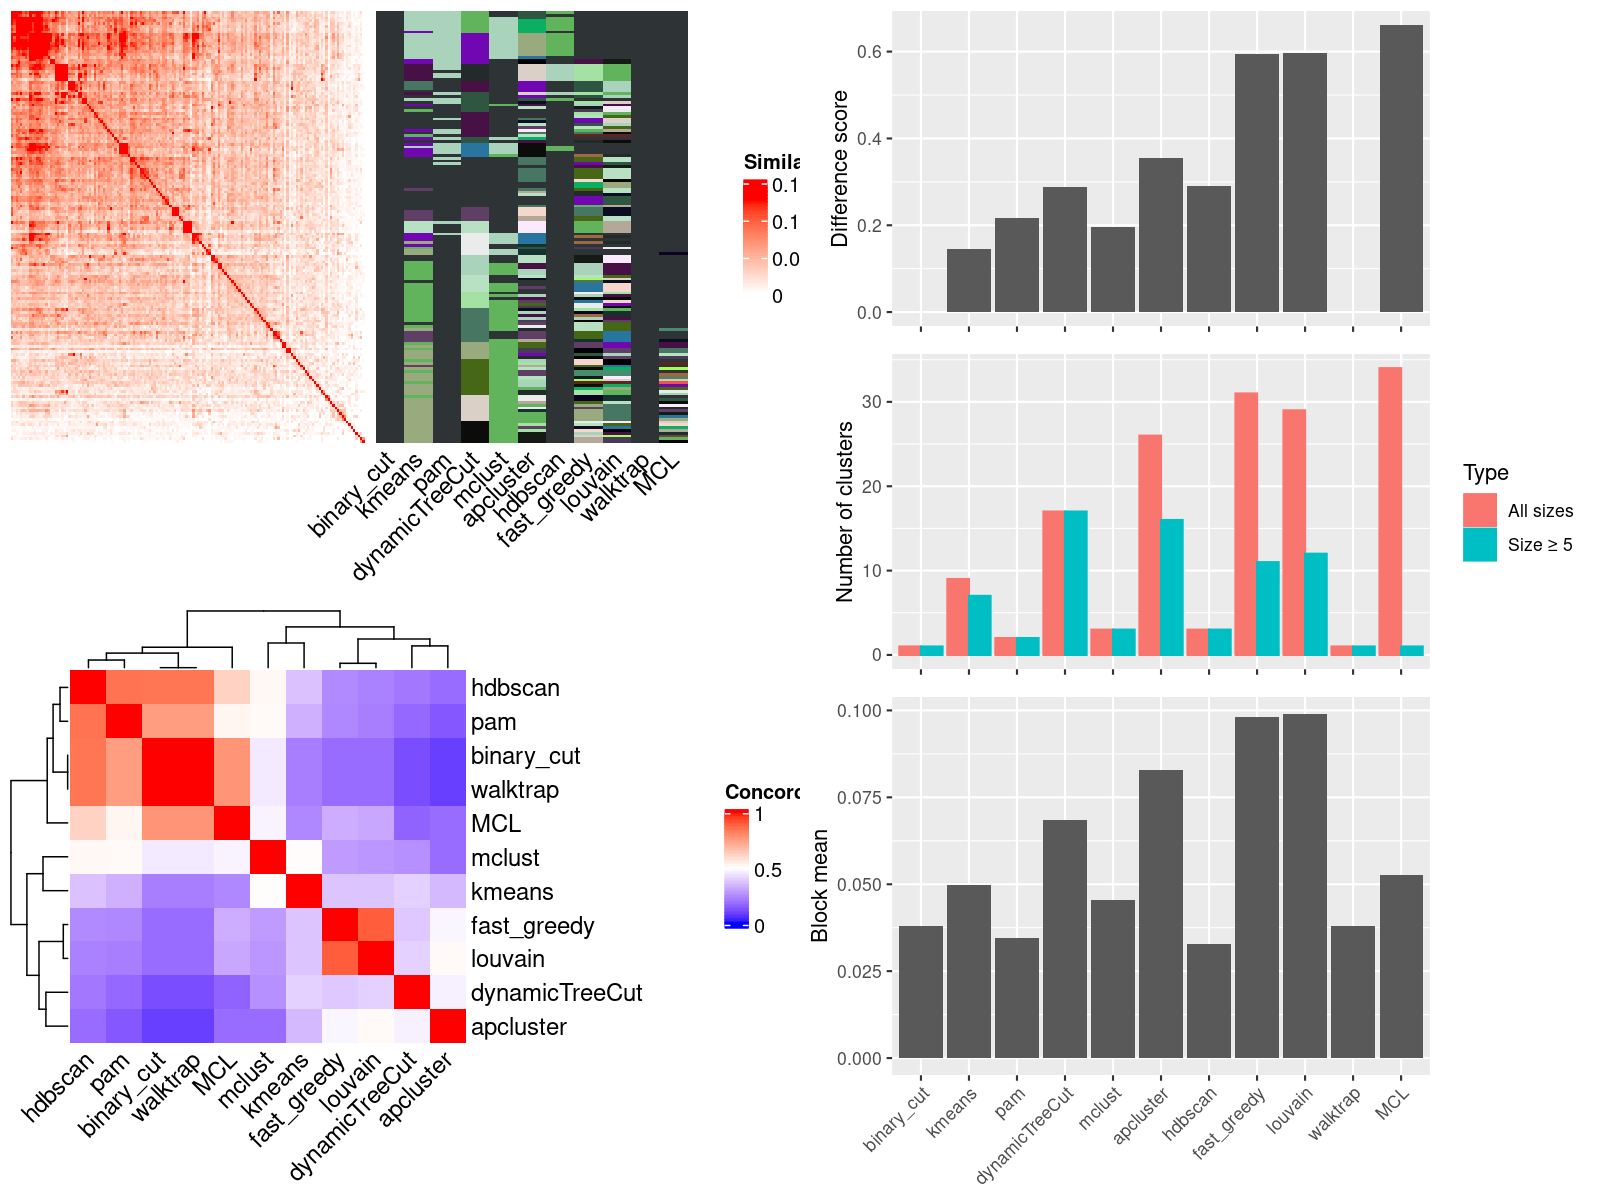 Simila
0.1
0.1
0.0
0
binary_cut
kmeans
pam
dynamicTreeCut
mclust
apcluster
hdbscan
fast_greedy
louvain
walktrap
MCL
hdbscan
pam
binary_cut
walktrap
MCL
mclust
kmeans
fast_greedy
louvain
dynamicTreeCut
apcluster
Concord
1
0.5
0
hdbscan
pam
binary_cut
walktrap
MCL
mclust
kmeans
fast_greedy
louvain
dynamicTreeCut
apcluster
Difference score
0.6
0.4
0.2
0.0
Number of clusters
30
20
10
0
Type
All sizes
Size ≥ 5
Block mean
0.100
0.075
0.050
0.025
0.000
binary_cut
kmeans
pam
dynamicTreeCut
mclust
apcluster
hdbscan
fast_greedy
louvain
walktrap
MCL